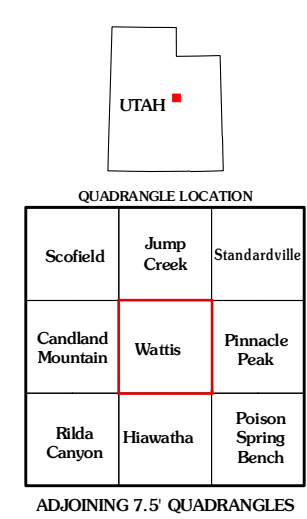 UTAH
QUADRANGLE LOCATION
Scofield
Jump
Creek
Standardville
Candland
Mountain
Wattis
Pinnacle
Peak
Rilda
Canyon
Hiawatha
Poison
Spring
Bench
ADJOINING 7.5' QUADRANGLES